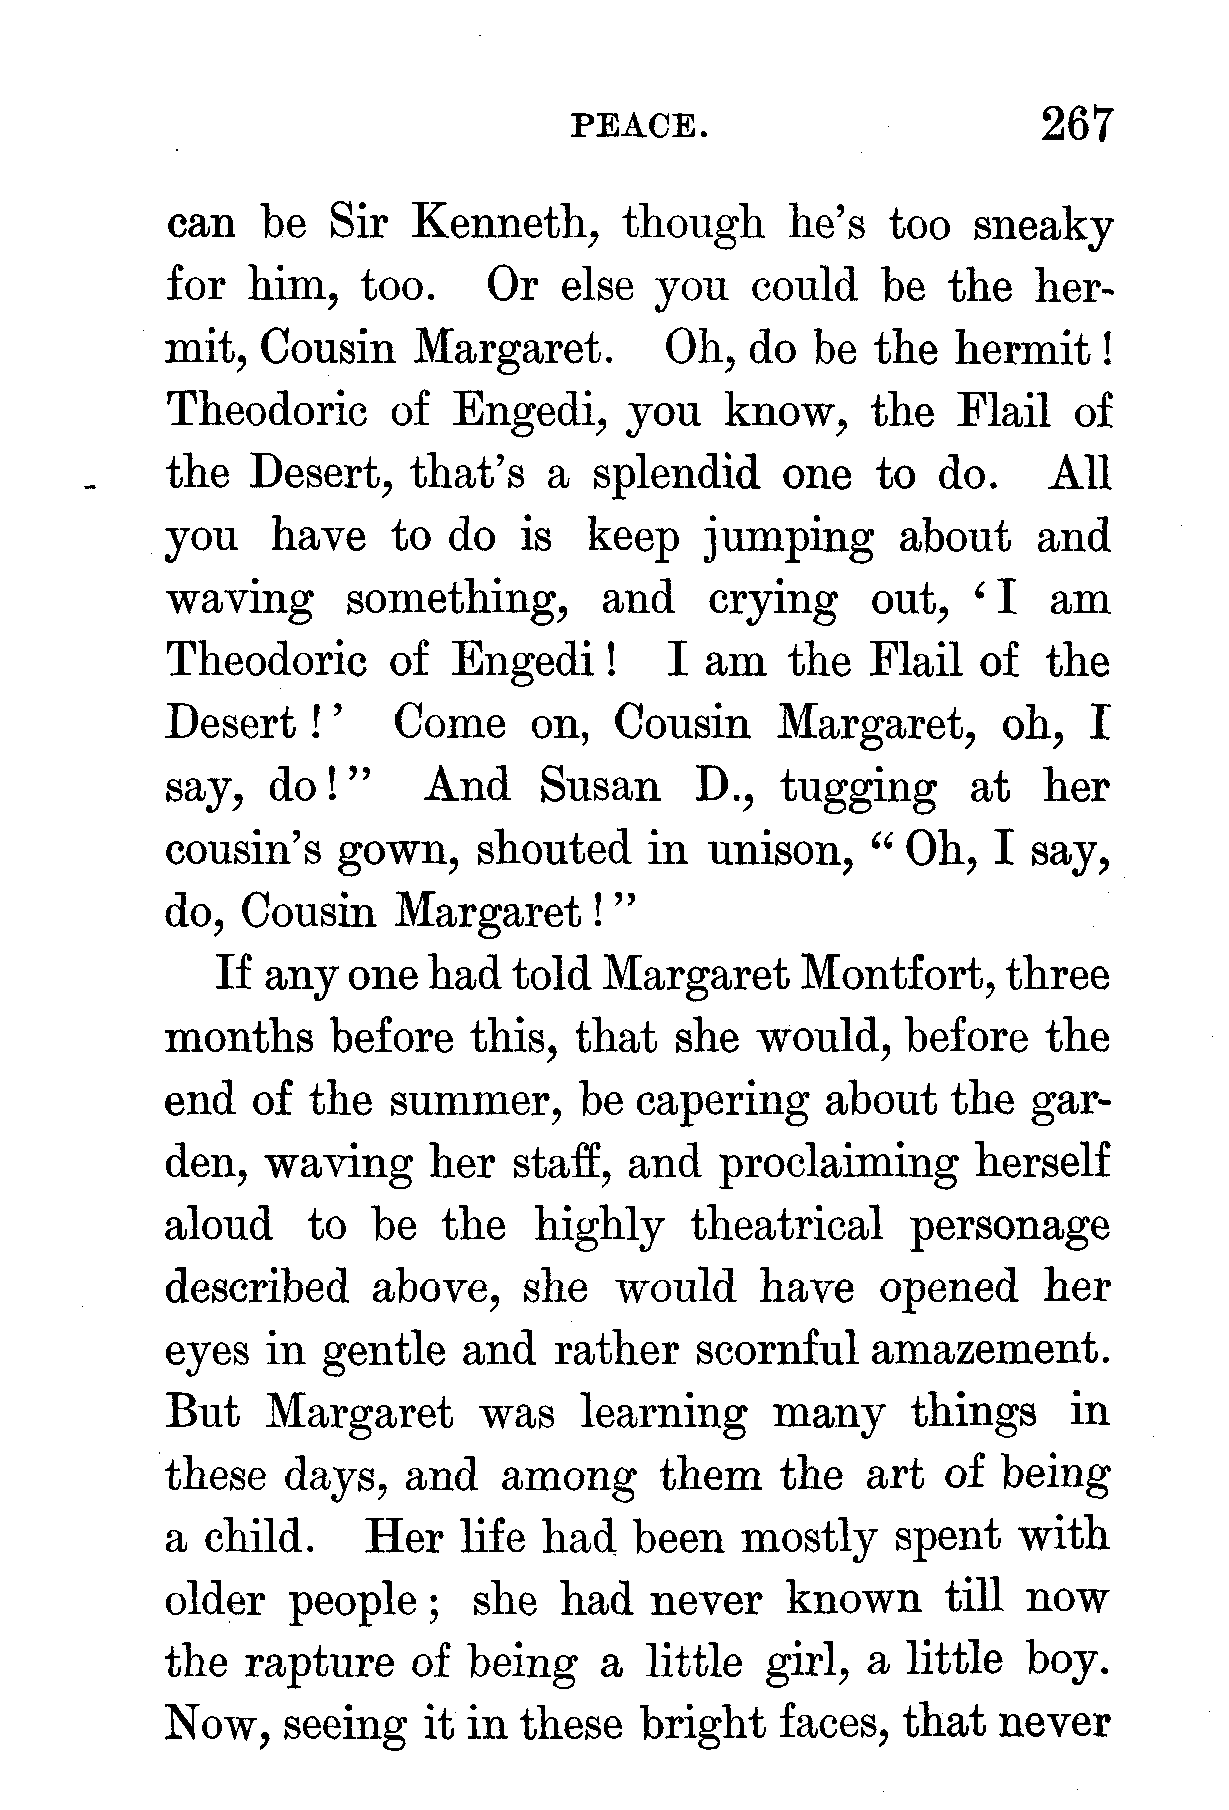 PEACE. 267
can be Sir Kenneth, though he's too sneaky
for him, too. Or else you could be the her-
mit, Cousin Margaret. Oh, do be the hermit!
Theodoric of Engedi, you know, the Flail of
the Desert, that's a splendid one to do. All
you have to do is keep jumping about and
waving something, and crying out, 'I am
Theodoric of Engedi! I am the Flail of the
Desert!' Come on, Cousin Margaret, oh, I
say, do!" And Susan D., tugging at her
cousin's gown, shouted in unison, "Oh, I say,
do, Cousin Margaret!"
If any one had told Margaret Montfort, three
months before this, that she would, before the
end of the summer, be capering about the gar-
den, waving her staff, and proclaiming herself
aloud to be the highly theatrical personage
described above, she would have opened her
eyes in gentle and rather scornful amazement.
But Margaret was learning many things in
these days, and among them the art of being
a child. Her life had been mostly spent with
older people; she had never known till now
the rapture of being a little girl, a little boy.
Now, seeing it in these bright faces, that never